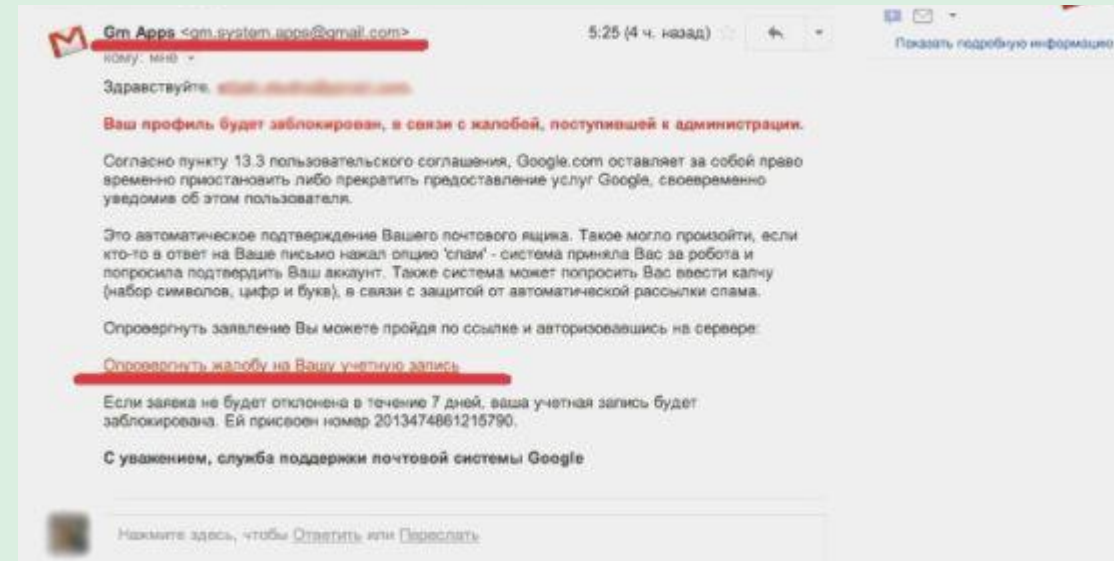 Gm Apps <gm.system.apps@gmail.com>
5:25 (4 ч. назад)
кому: мне
Показать подробную информацию
Здравствуйте,
Ваш профиль будет заблокирован, в связи с жалобой, поступившей к администрации.
Согласно пункту 13.3 пользовательского соглашения, Google.com оставляет за собой право
временно приостановить либо прекратить предоставление услуг Google, своевременно
уведомив об этом пользователя.
Это автоматическое подтверждение Вашего почтового ящика. Такое могло произойти, если
кто-то в ответ на Ваше письмо нажал опцию 'спам' - система приняла Вас за робота и
попросила подтвердить Ваш аккаунт. Также система может попросить Вас ввести капчу
(набор символов, цифр и букв), в связи с защитой от автоматической рассылки спама.
Опровергнуть заявление Вы можете пройдя по ссылке и авторизовавшись на сервере:
Опровергнуть жалобу на Вашу учетную запись
Если заявка не будет отклонена в течение 7 дней, ваша учетная запись будет
заблокирована. Ей присвоен номер 2013474861215790.
С уважением, служба поддержки почтовой системы Google
Нажмите здесь, чтобы Ответить или Переслать